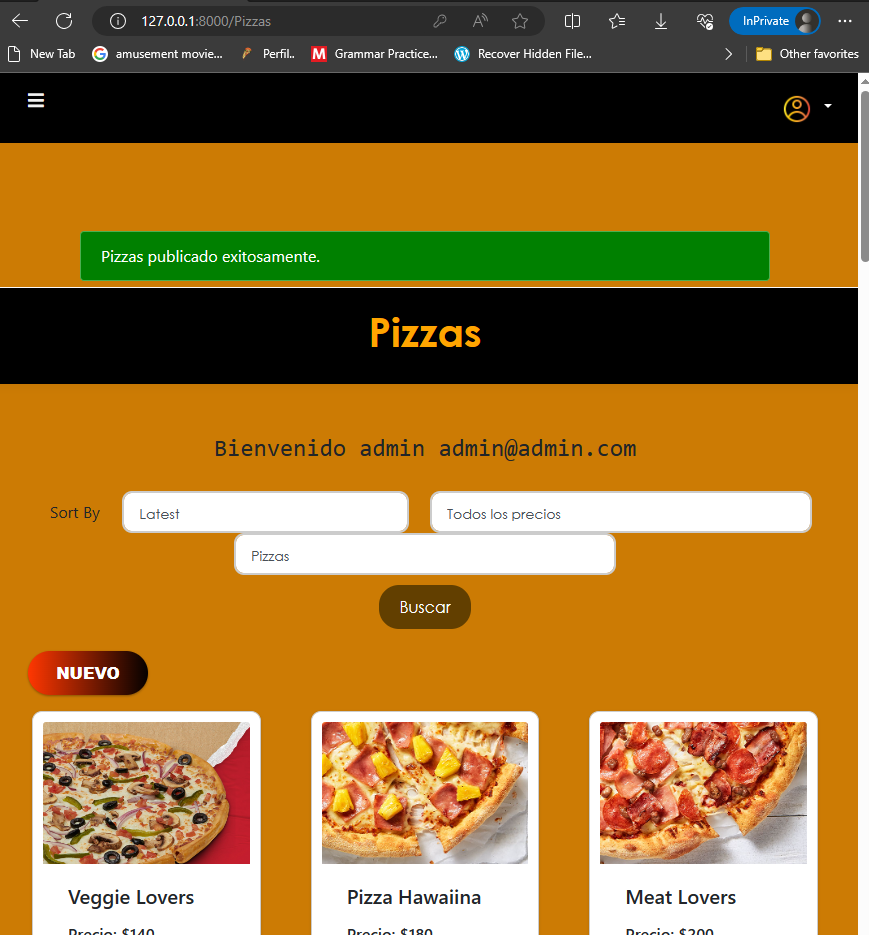 127.0.0.1:8000/Pizzas
InPrivate
New Tab
amusement movie...
Perfil..
Grammar Practice...
Recover Hidden File...
Other favorites
Pizzas publicado exitosamente.
Pizzas
Bienvenido admin admin@admin.com
Sort By Latest Todos los precios
Pizzas
Buscar
NUEVO
Veggie Lovers
Pizza Hawaiina
Meat Lovers
Precio: $140
Precio: $180
Precio: $200